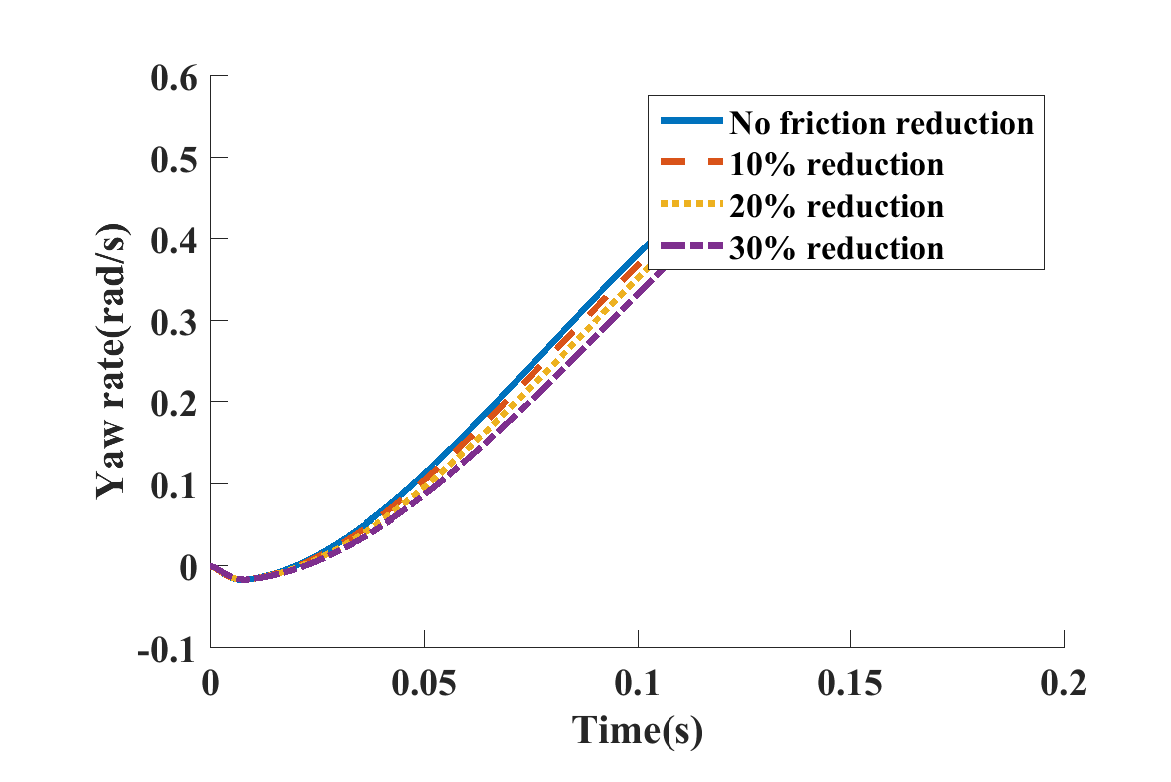 0.6
0.5
0.4
0.3
0.2
0.1
0
-0.1
Yaw rate(rad/s)
No friction reduction
10% reduction
20% reduction
30% reduction
0 0.05 0.1 0.15 0.2
Time(s)